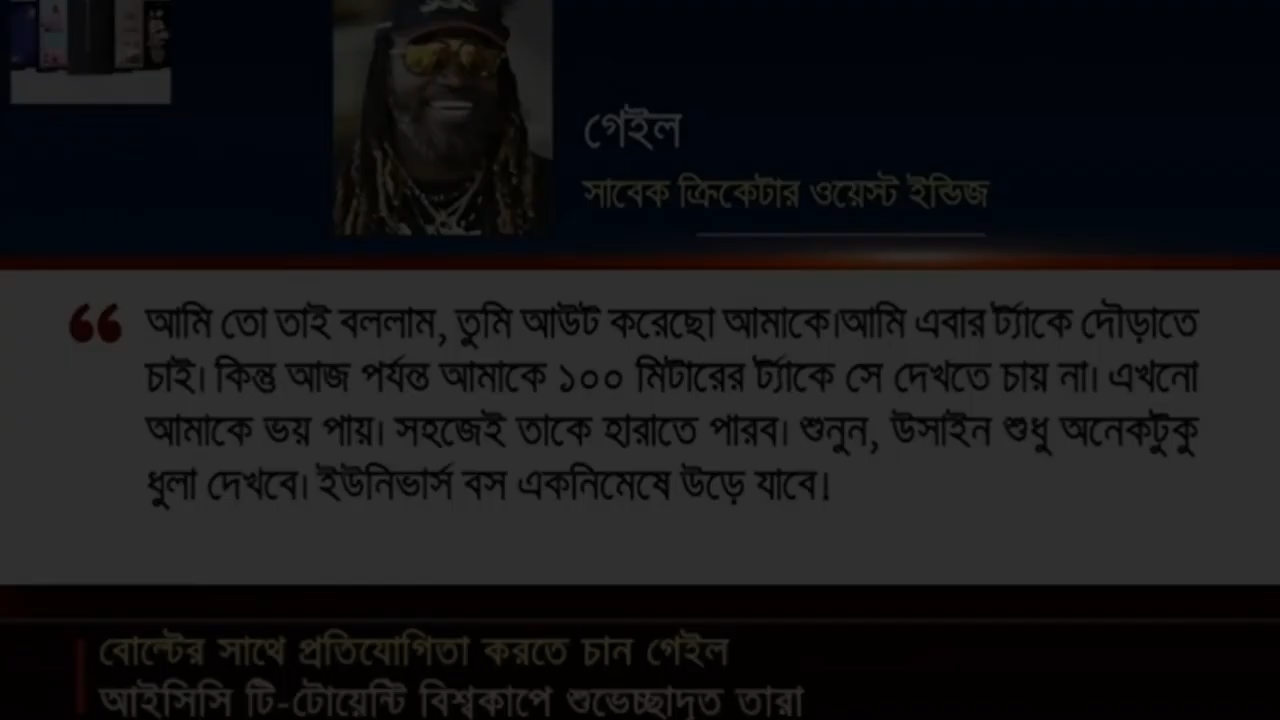 গেইল
সাবেক ক্রিকেটার ওয়েস্ট ইন্ডিজ
“ আমি তো তাই বললাম, তুমি আউট করেছো আমাকে।আমি এবার ট্যাকে দৌড়াতে
চাই। কিন্তু আজ পর্যন্ত আমাকে ১০০ মিটারের ট্যাকে সে দেখতে চায় না। এখনো
আমাকে ভয় পায়। সহজেই তাকে হারাতে পারব। শুনুন, উসাইন শুধু অনেকটুকু
ধুলা দেখবে। ইউনিভার্স বস একনিমেষে উড়ে যাবে।
বোল্টের সাথে প্রতিযোগিতা করতে চান গেইল
আইসিসি টি-টোয়েন্টি বিশ্বকাপে শুভেচ্ছাদূত তারা